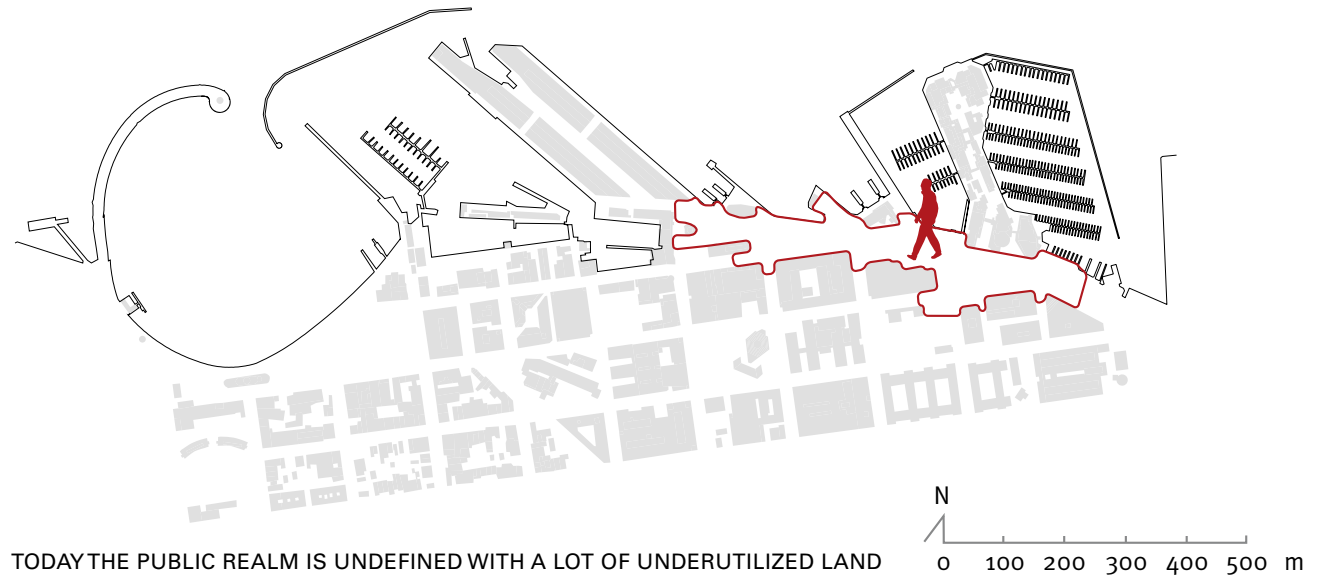 N
TODAY THE PUBLIC REALM IS UNDEFINED WITH A LOT OF UNDERUTILIZED LAND
0 100 200 300 400 500 m